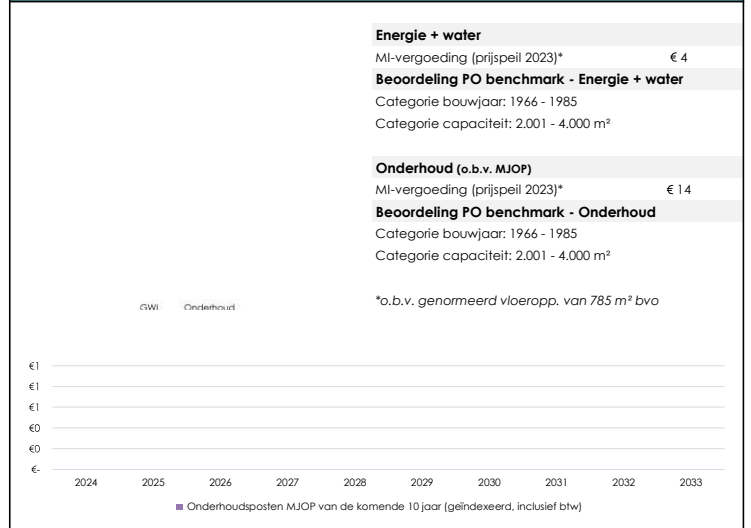 Energie + water
MI-vergoeding (prijspeil 2023)* € 4
Beoordeling PO benchmark - Energie + water
Categorie bouwjaar: 1966 - 1985
Categorie capaciteit: 2.001 - 4.000 m²
Onderhoud (o.b.v. MJOP)
MI-vergoeding (prijspeil 2023)* € 14
Beoordeling PO benchmark - Onderhoud
Categorie bouwjaar: 1966 - 1985
Categorie capaciteit: 2.001 - 4.000 m²
*o.b.v. genormeerd vloeropp. van 785 m² bvo
Onderhoud
€1
€1
€1
€0
€0
€-
2024 2025 2026 2027 2028 2029 2030 2031 2032 2033
Onderhoudsposten MJOP van de komende 10 jaar (geïndexeerd, inclusief btw)